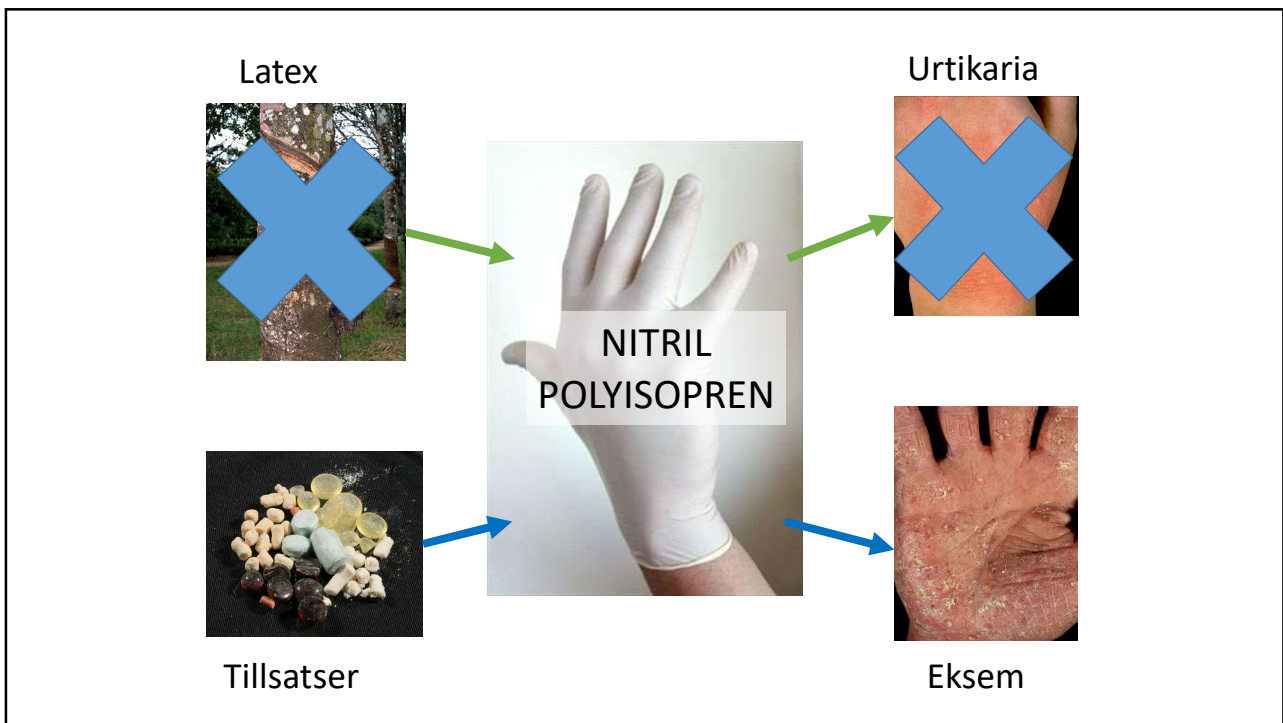 Latex
Urtikaria
NITRIL
POLYISOPREN
Tillsatser
Eksem